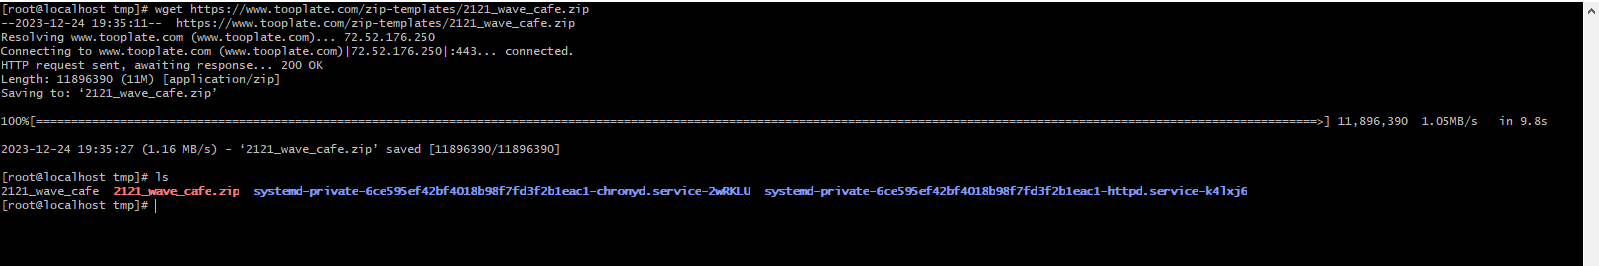 [root@localhost tmp]# wget https://www.tooplate.com/zip-templates/2121_wave_cafe.zip
--2023-12-24 19:35:11--  https://www.tooplate.com/zip-templates/2121_wave_cafe.zip
Resolving www.tooplate.com (www.tooplate.com)... 72.52.176.250
Connecting to www.tooplate.com (www.tooplate.com)|72.52.176.250|:443... connected.
HTTP request sent, awaiting response... 200 OK
Length: 11896390 (11M) [application/zip]
Saving to: ‘2121_wave_cafe.zip’
100%[=======================================================================================================================================================================================>] 11,896,390  1.05MB/s   in 9.8s
2023-12-24 19:35:27 (1.16 MB/s) - ‘2121_wave_cafe.zip’ saved [11896390/11896390]
[root@localhost tmp]# ls
2121_wave_cafe  2121_wave_cafe.zip  systemd-private-6ce595ef42bf4018b98f7fd3f2b1eac1-chronyd.service-2wRKLU  systemd-private-6ce595ef42bf4018b98f7fd3f2b1eac1-httpd.service-k4lxj6
[root@localhost tmp]#